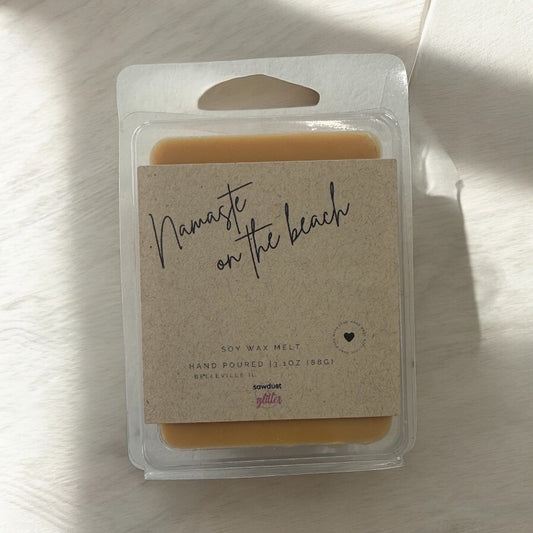 Namaste
on the beach
SOY WAX MELT
HAND POURED |3.1OZ (88G)
BELLEVILLE IL
sawdust
glitter